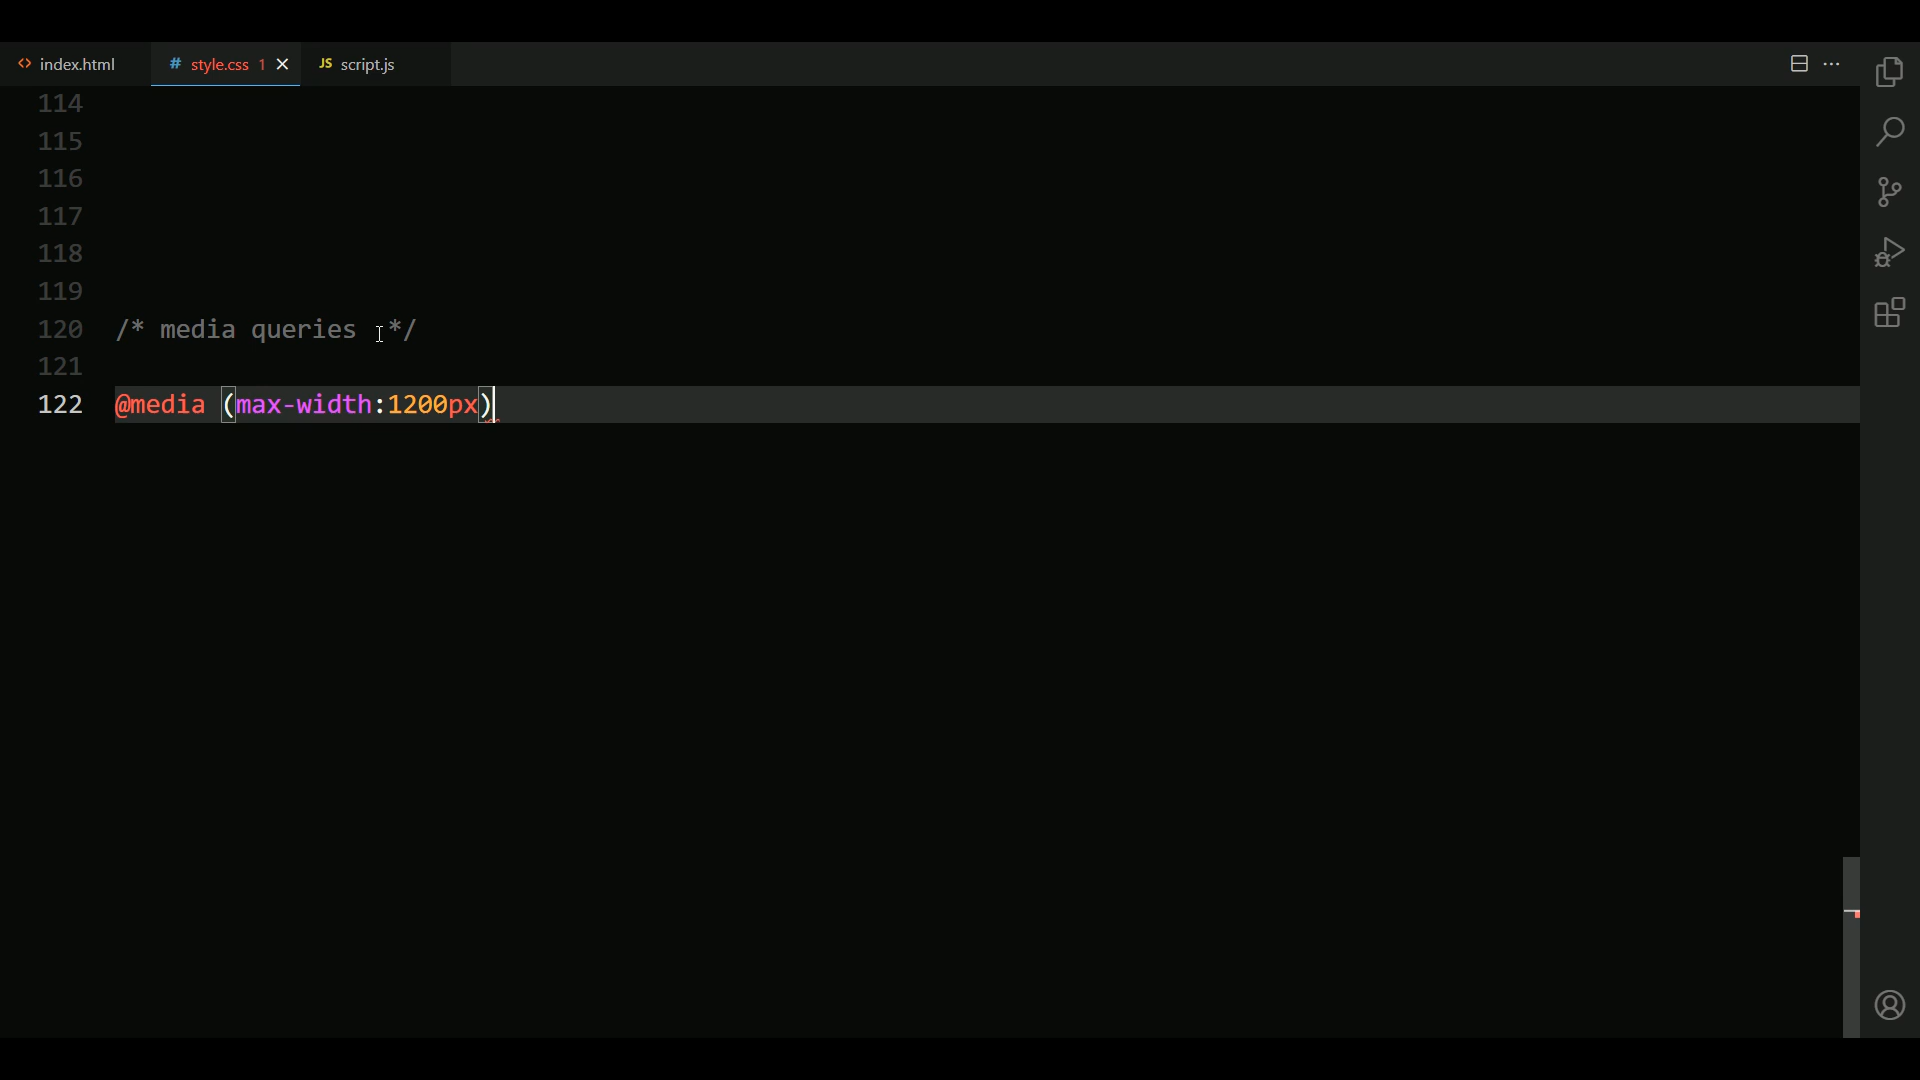 index.html
style.css 1
JS script.js
114
115
116
117
118
119
120 /* media queries */
121
122 @media (max-width:1200px)